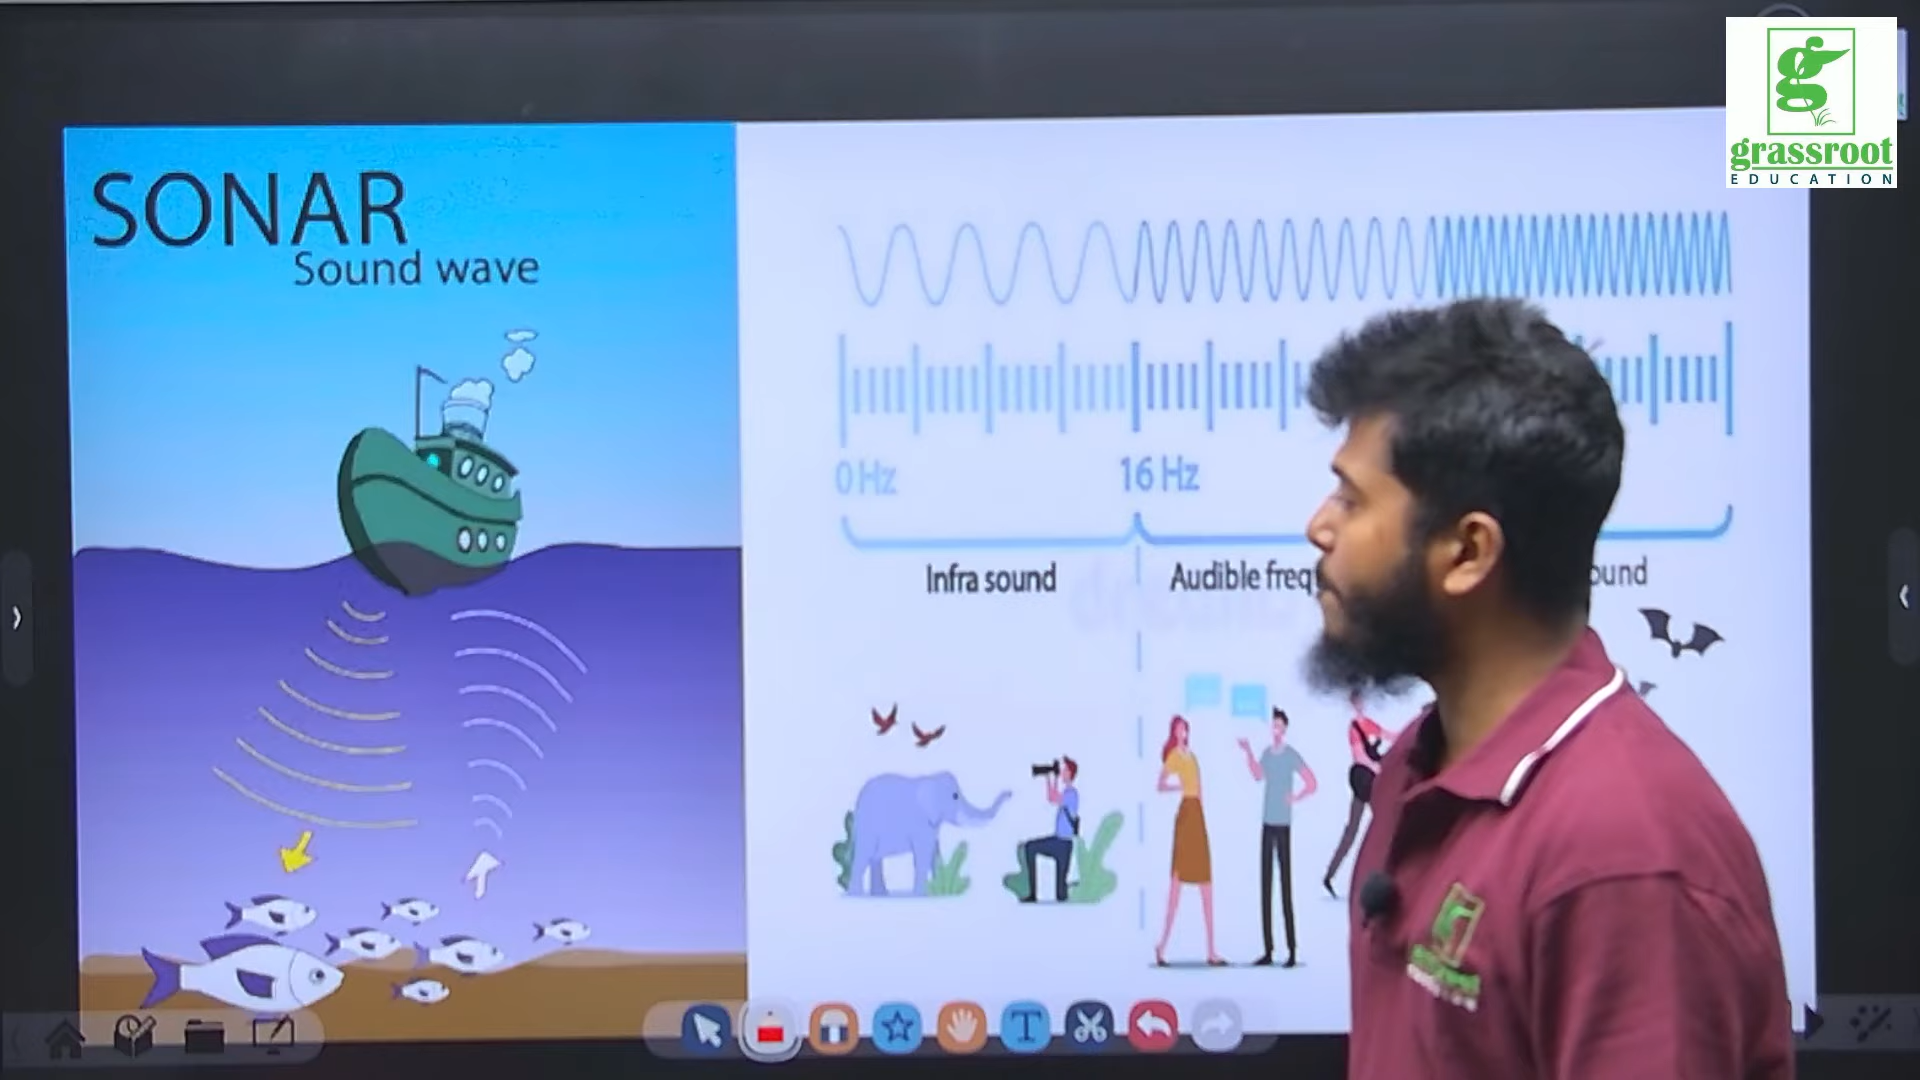 SONAR
Sound wave
grassroot
EDUCATION
0 Hz
16 Hz
Infra sound
Audible freq
ound
T